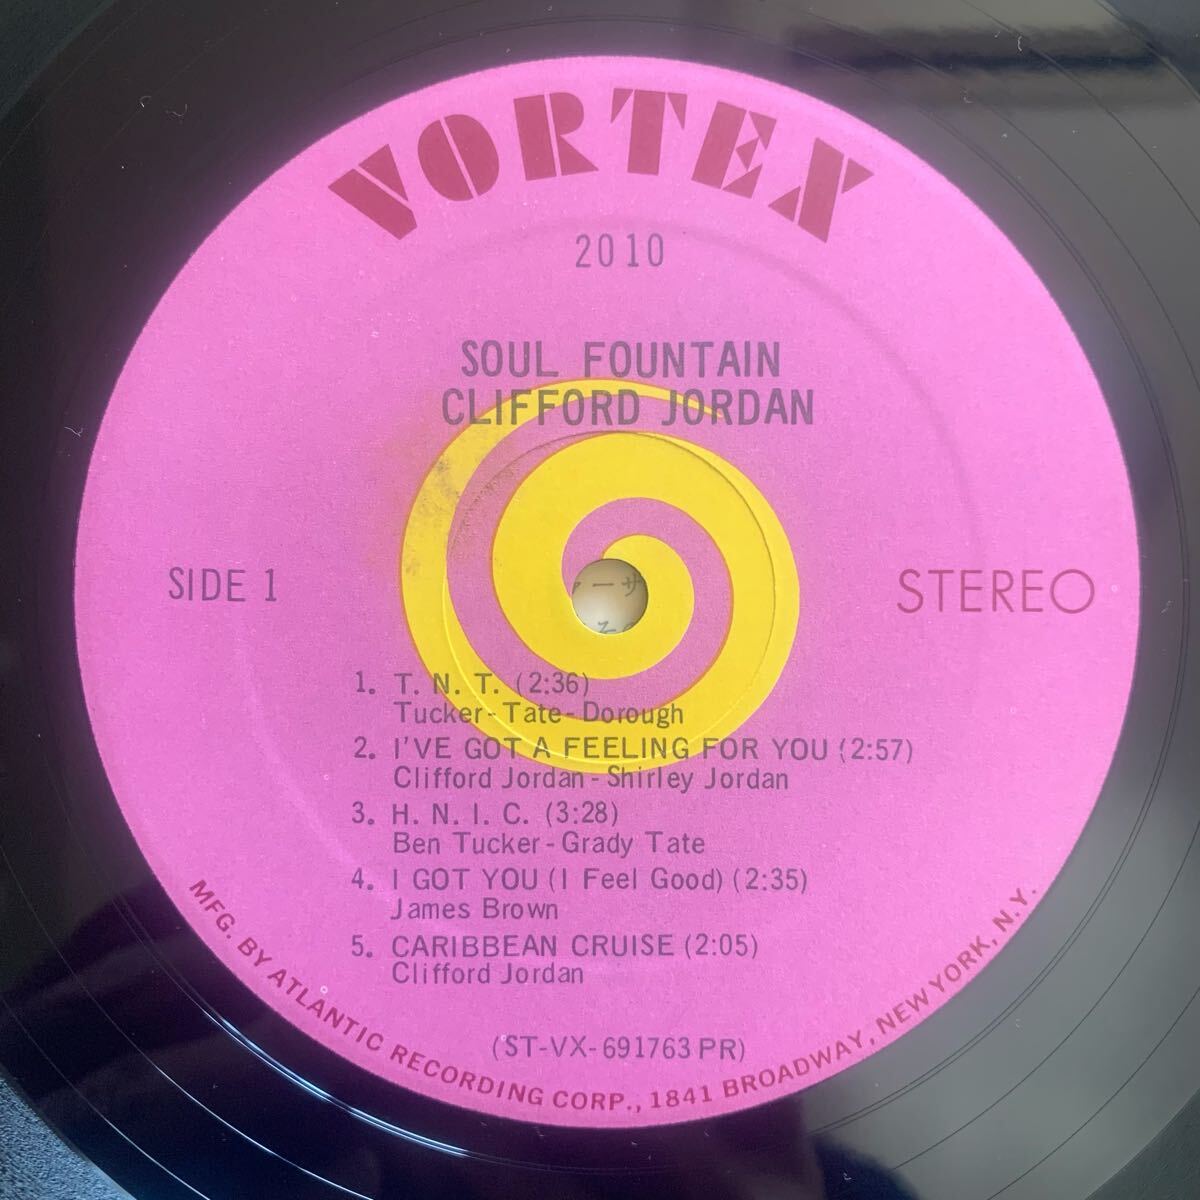 VORTEX
2010
SOUL FOUNTAIN
CLIFFORD JORDAN
SIDE 1
STEREO
1. T. N. T. (2:36)
Tucker-Tate-Dorough
2. I'VE GOT A FEELING FOR YOU (2:57)
Clifford Jordan-Shirley Jordan
3. H. N. I. C. (3:28)
Ben Tucker-Grady Tate
4. I GOT YOU (I Feel Good) (2:35)
James Brown
5. CARIBBEAN CRUISE (2:05)
Clifford Jordan
(ST-VX-691763 PR)
MFG. BY ATLANTIC RECORDING CORP., 1841 BROADWAY, NEW YORK, N.Y.